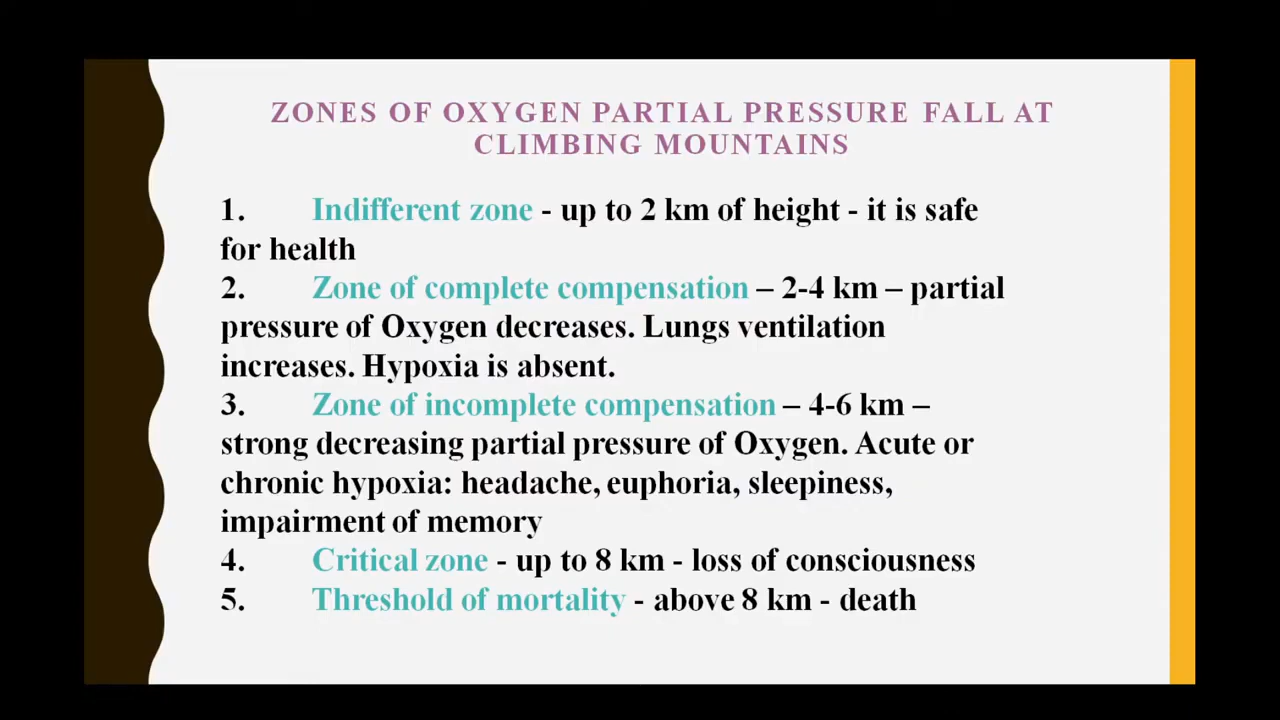 ZONES OF OXYGEN PARTIAL PRESSURE FALL AT
CLIMBING MOUNTAINS
1. Indifferent zone - up to 2 km of height - it is safe
for health
2. Zone of complete compensation – 2-4 km – partial
pressure of Oxygen decreases. Lungs ventilation
increases. Hypoxia is absent.
3. Zone of incomplete compensation – 4-6 km –
strong decreasing partial pressure of Oxygen. Acute or
chronic hypoxia: headache, euphoria, sleepiness,
impairment of memory
4. Critical zone - up to 8 km - loss of consciousness
5. Threshold of mortality - above 8 km - death